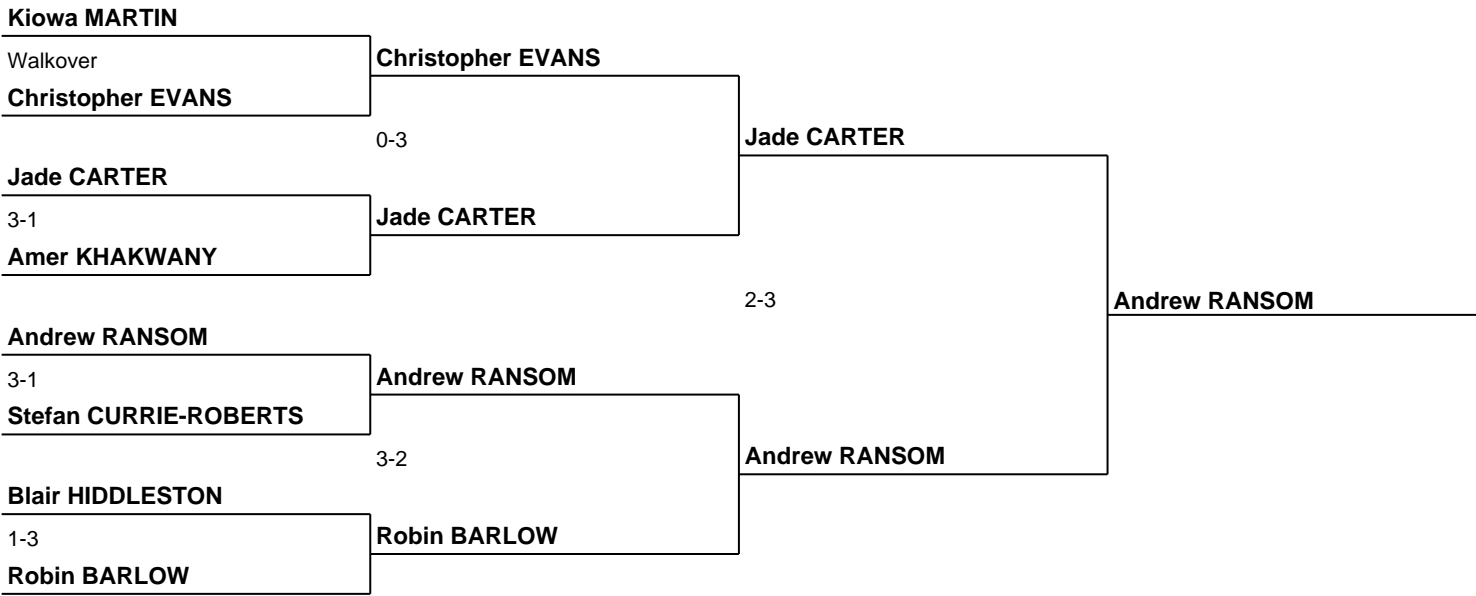 Kiowa MARTIN
Walkover
Christopher EVANS
Christopher EVANS
0-3
Jade CARTER
Jade CARTER
3-1
Amer KHAKWANY
Jade CARTER
2-3
Andrew RANSOM
Andrew RANSOM
3-1
Stefan CURRIE-ROBERTS
Andrew RANSOM
3-2
Andrew RANSOM
Blair HIDDLESTON
1-3
Robin BARLOW
Robin BARLOW